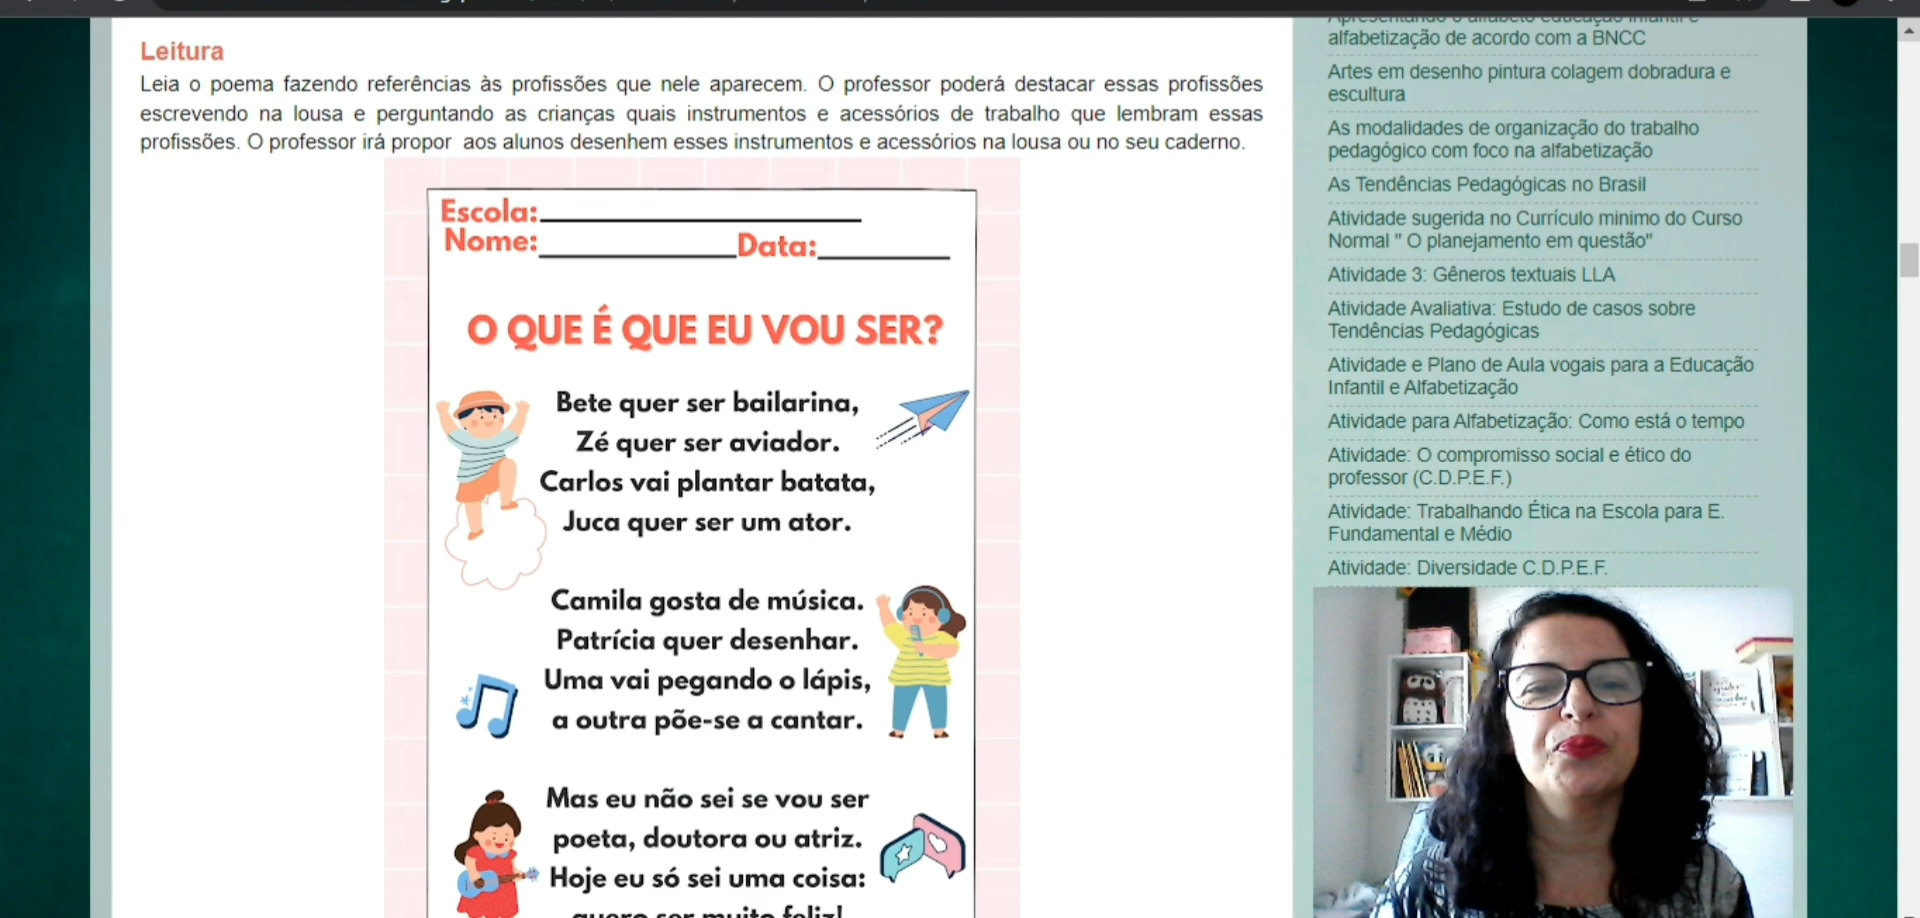 Leitura
Leia o poema fazendo referências às profissões que nele aparecem. O professor poderá destacar essas profissões
escrevendo na lousa e perguntando as crianças quais instrumentos e acessórios de trabalho que lembram essas
profissões. O professor irá propor aos alunos desenhem esses instrumentos e acessórios na lousa ou no seu caderno.
Escola:
Nome: Data:
O QUE É QUE EU VOU SER?
Bete quer ser bailarina,
Zé quer ser aviador.
Carlos vai plantar batata,
Juca quer ser um ator.
Camila gosta de música.
Patrícia quer desenhar.
Uma vai pegando o lápis,
a outra põe-se a cantar.
Mas eu não sei se vou ser
poeta, doutora ou atriz.
Hoje eu só sei uma coisa:
quero ser muito feliz!
Apresentando o alfabeto educação infantil e
alfabetização de acordo com a BNCC
Artes em desenho pintura colagem dobradura e
escultura
As modalidades de organização do trabalho
pedagógico com foco na alfabetização
As Tendências Pedagógicas no Brasil
Atividade sugerida no Currículo minimo do Curso
Normal " O planejamento em questão"
Atividade 3: Gêneros textuais LLA
Atividade Avaliativa: Estudo de casos sobre
Tendências Pedagógicas
Atividade e Plano de Aula vogais para a Educação
Infantil e Alfabetização
Atividade para Alfabetização: Como está o tempo
Atividade: O compromisso social e ético do
professor (C.D.P.E.F.)
Atividade: Trabalhando Ética na Escola para E.
Fundamental e Médio
Atividade: Diversidade C.D.P.E.F.